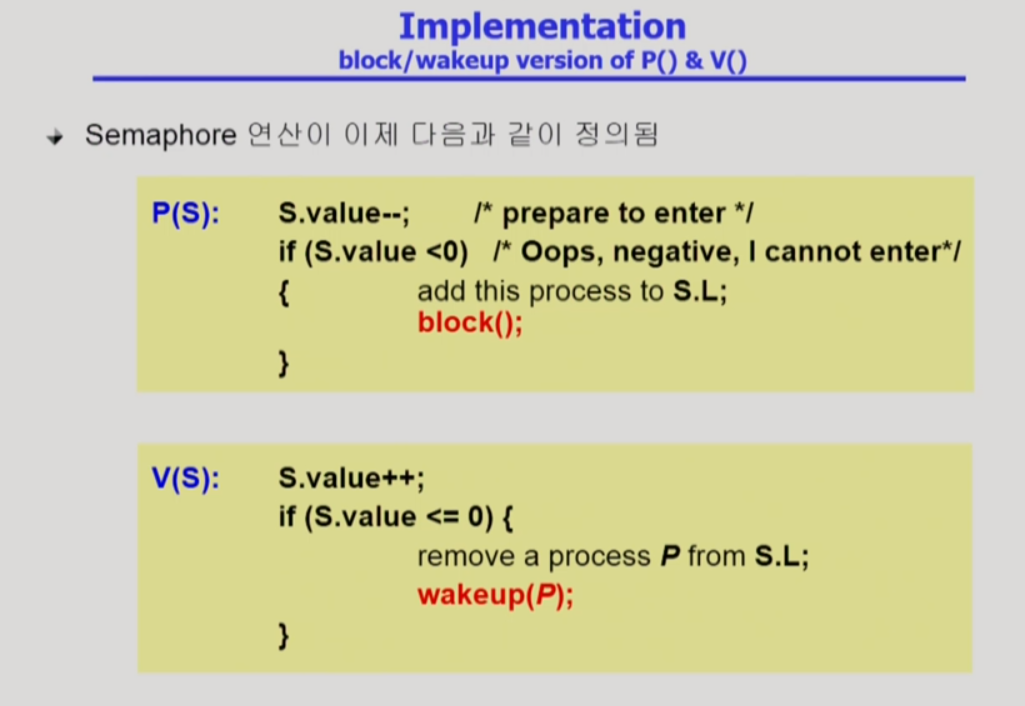 Implementation
block/wakeup version of P() & V()
Semaphore 연산이 이제 다음과 같이 정의됨
P(S): S.value--; /* prepare to enter */
if (S.value <0) /* Oops, negative, I cannot enter*/
{ add this process to S.L;
block();
}
V(S): S.value++;
if (S.value <= 0) {
remove a process P from S.L;
wakeup(P);
}